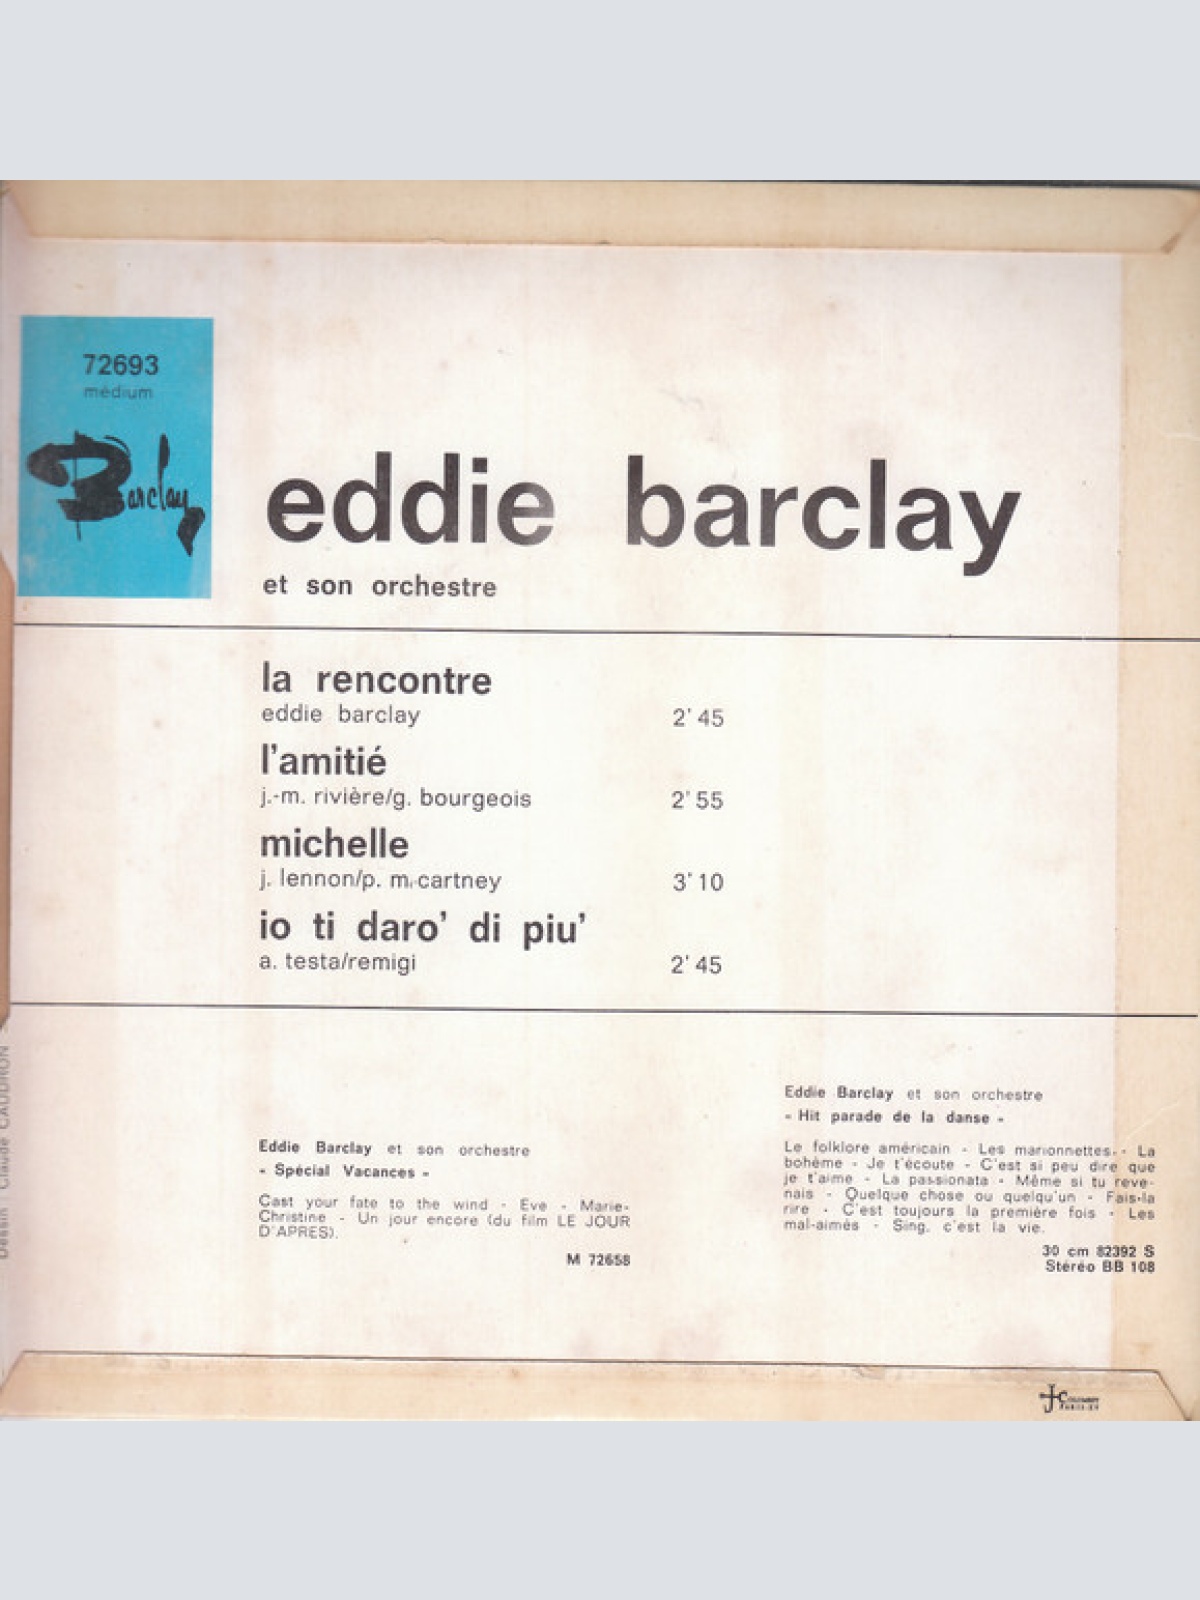 72693
médium
Barclay
eddie barclay
et son orchestre
la rencontre
eddie barclay 2' 45
l'amitié
j.-m. rivière/g. bourgeois 2' 55
michelle
j. lennon/p. mccartney 3' 10
io ti daro' di piu'
a. testa/remigi 2' 45
Dessin : Claude CAUDRON
Eddie Barclay et son orchestre
« Spécial Vacances »
Cast your fate to the wind - Eve - Marie-
Christine - Un jour encore (du film LE JOUR
D'APRES).
M 72658
Eddie Barclay et son orchestre
« Hit parade de la danse »
Le folklore américain - Les marionnettes - La
bohème - Je t'écoute - C'est si peu dire que
je t'aime - La passionata - Même si tu reve-
nais - Quelque chose ou quelqu'un - Fais-la
rire - C'est toujours la première fois - Les
mal-aimés - Sing, c'est la vie.
30 cm 82392 S
Stéréo BB 108